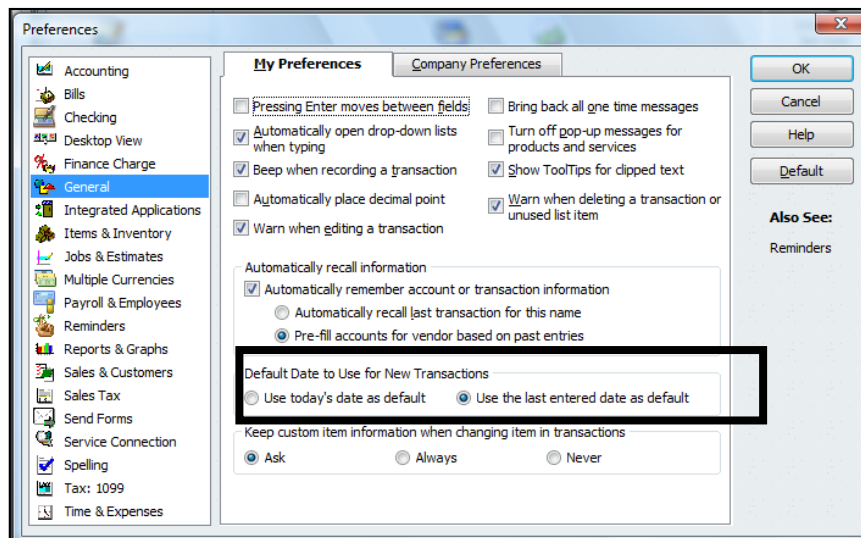 Preferences
Accounting
Bills
Checking
Desktop View
Finance Charge
General
Integrated Applications
Items & Inventory
Jobs & Estimates
Multiple Currencies
Payroll & Employees
Reminders
Reports & Graphs
Sales & Customers
Sales Tax
Send Forms
Service Connection
Spelling
Tax: 1099
Time & Expenses
My Preferences
Company Preferences
Pressing Enter moves between fields
Automatically open drop-down lists
when typing
Beep when recording a transaction
Automatically place decimal point
Warn when editing a transaction
Bring back all one time messages
Turn off pop-up messages for
products and services
Show ToolTips for clipped text
Warn when deleting a transaction or
unused list item
Automatically recall information
Automatically remember account or transaction information
Automatically recall last transaction for this name
Pre-fill accounts for vendor based on past entries
Default Date to Use for New Transactions
Use today's date as default
Use the last entered date as default
Keep custom item information when changing item in transactions
Ask
Always
Never
OK
Cancel
Help
Default
Also See:
Reminders